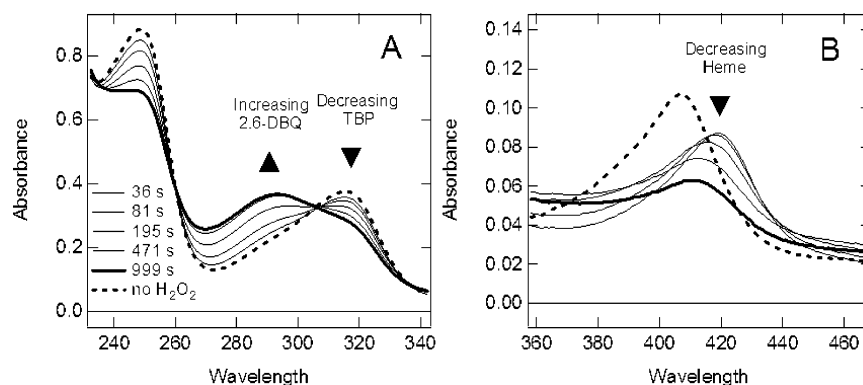 A
B
Increasing
2.6-DBQ
Decreasing
TBP
Decreasing
Heme
36 s
81 s
195 s
471 s
999 s
no H₂O₂
Absorbance
0.8
0.6
0.4
0.2
0.0
240 260 280 300 320 340
Wavelength
Absorbance
0.14
0.12
0.10
0.08
0.06
0.04
0.02
0.00
360 380 400 420 440 460
Wavelength